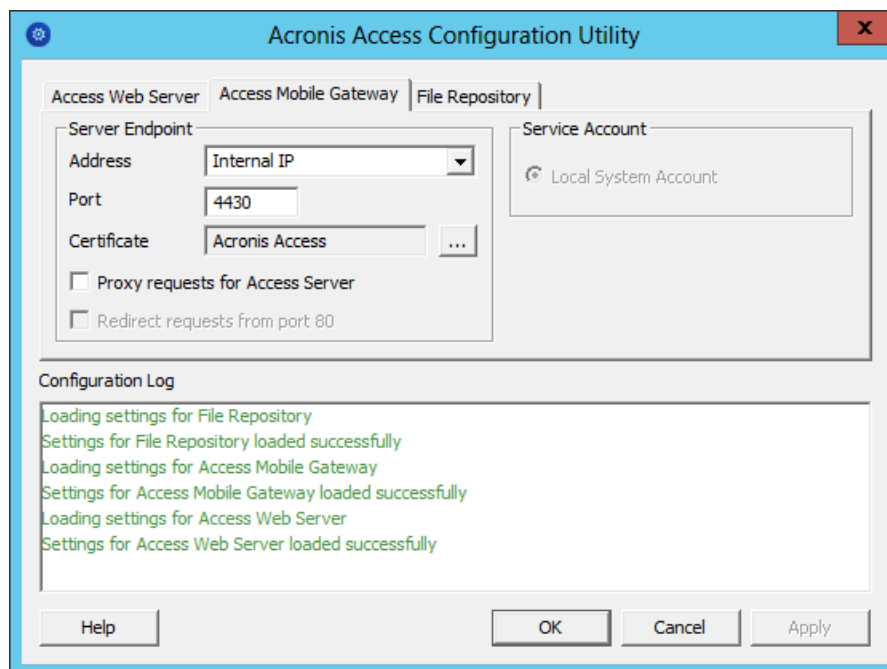 Acronis Access Configuration Utility
x
Access Web Server
Access Mobile Gateway
File Repository
Server Endpoint
Address
Internal IP
Port
4430
Certificate
Acronis Access
...
Proxy requests for Access Server
Redirect requests from port 80
Service Account
Local System Account
Configuration Log
Loading settings for File Repository
Settings for File Repository loaded successfully
Loading settings for Access Mobile Gateway
Settings for Access Mobile Gateway loaded successfully
Loading settings for Access Web Server
Settings for Access Web Server loaded successfully
Help
OK
Cancel
Apply